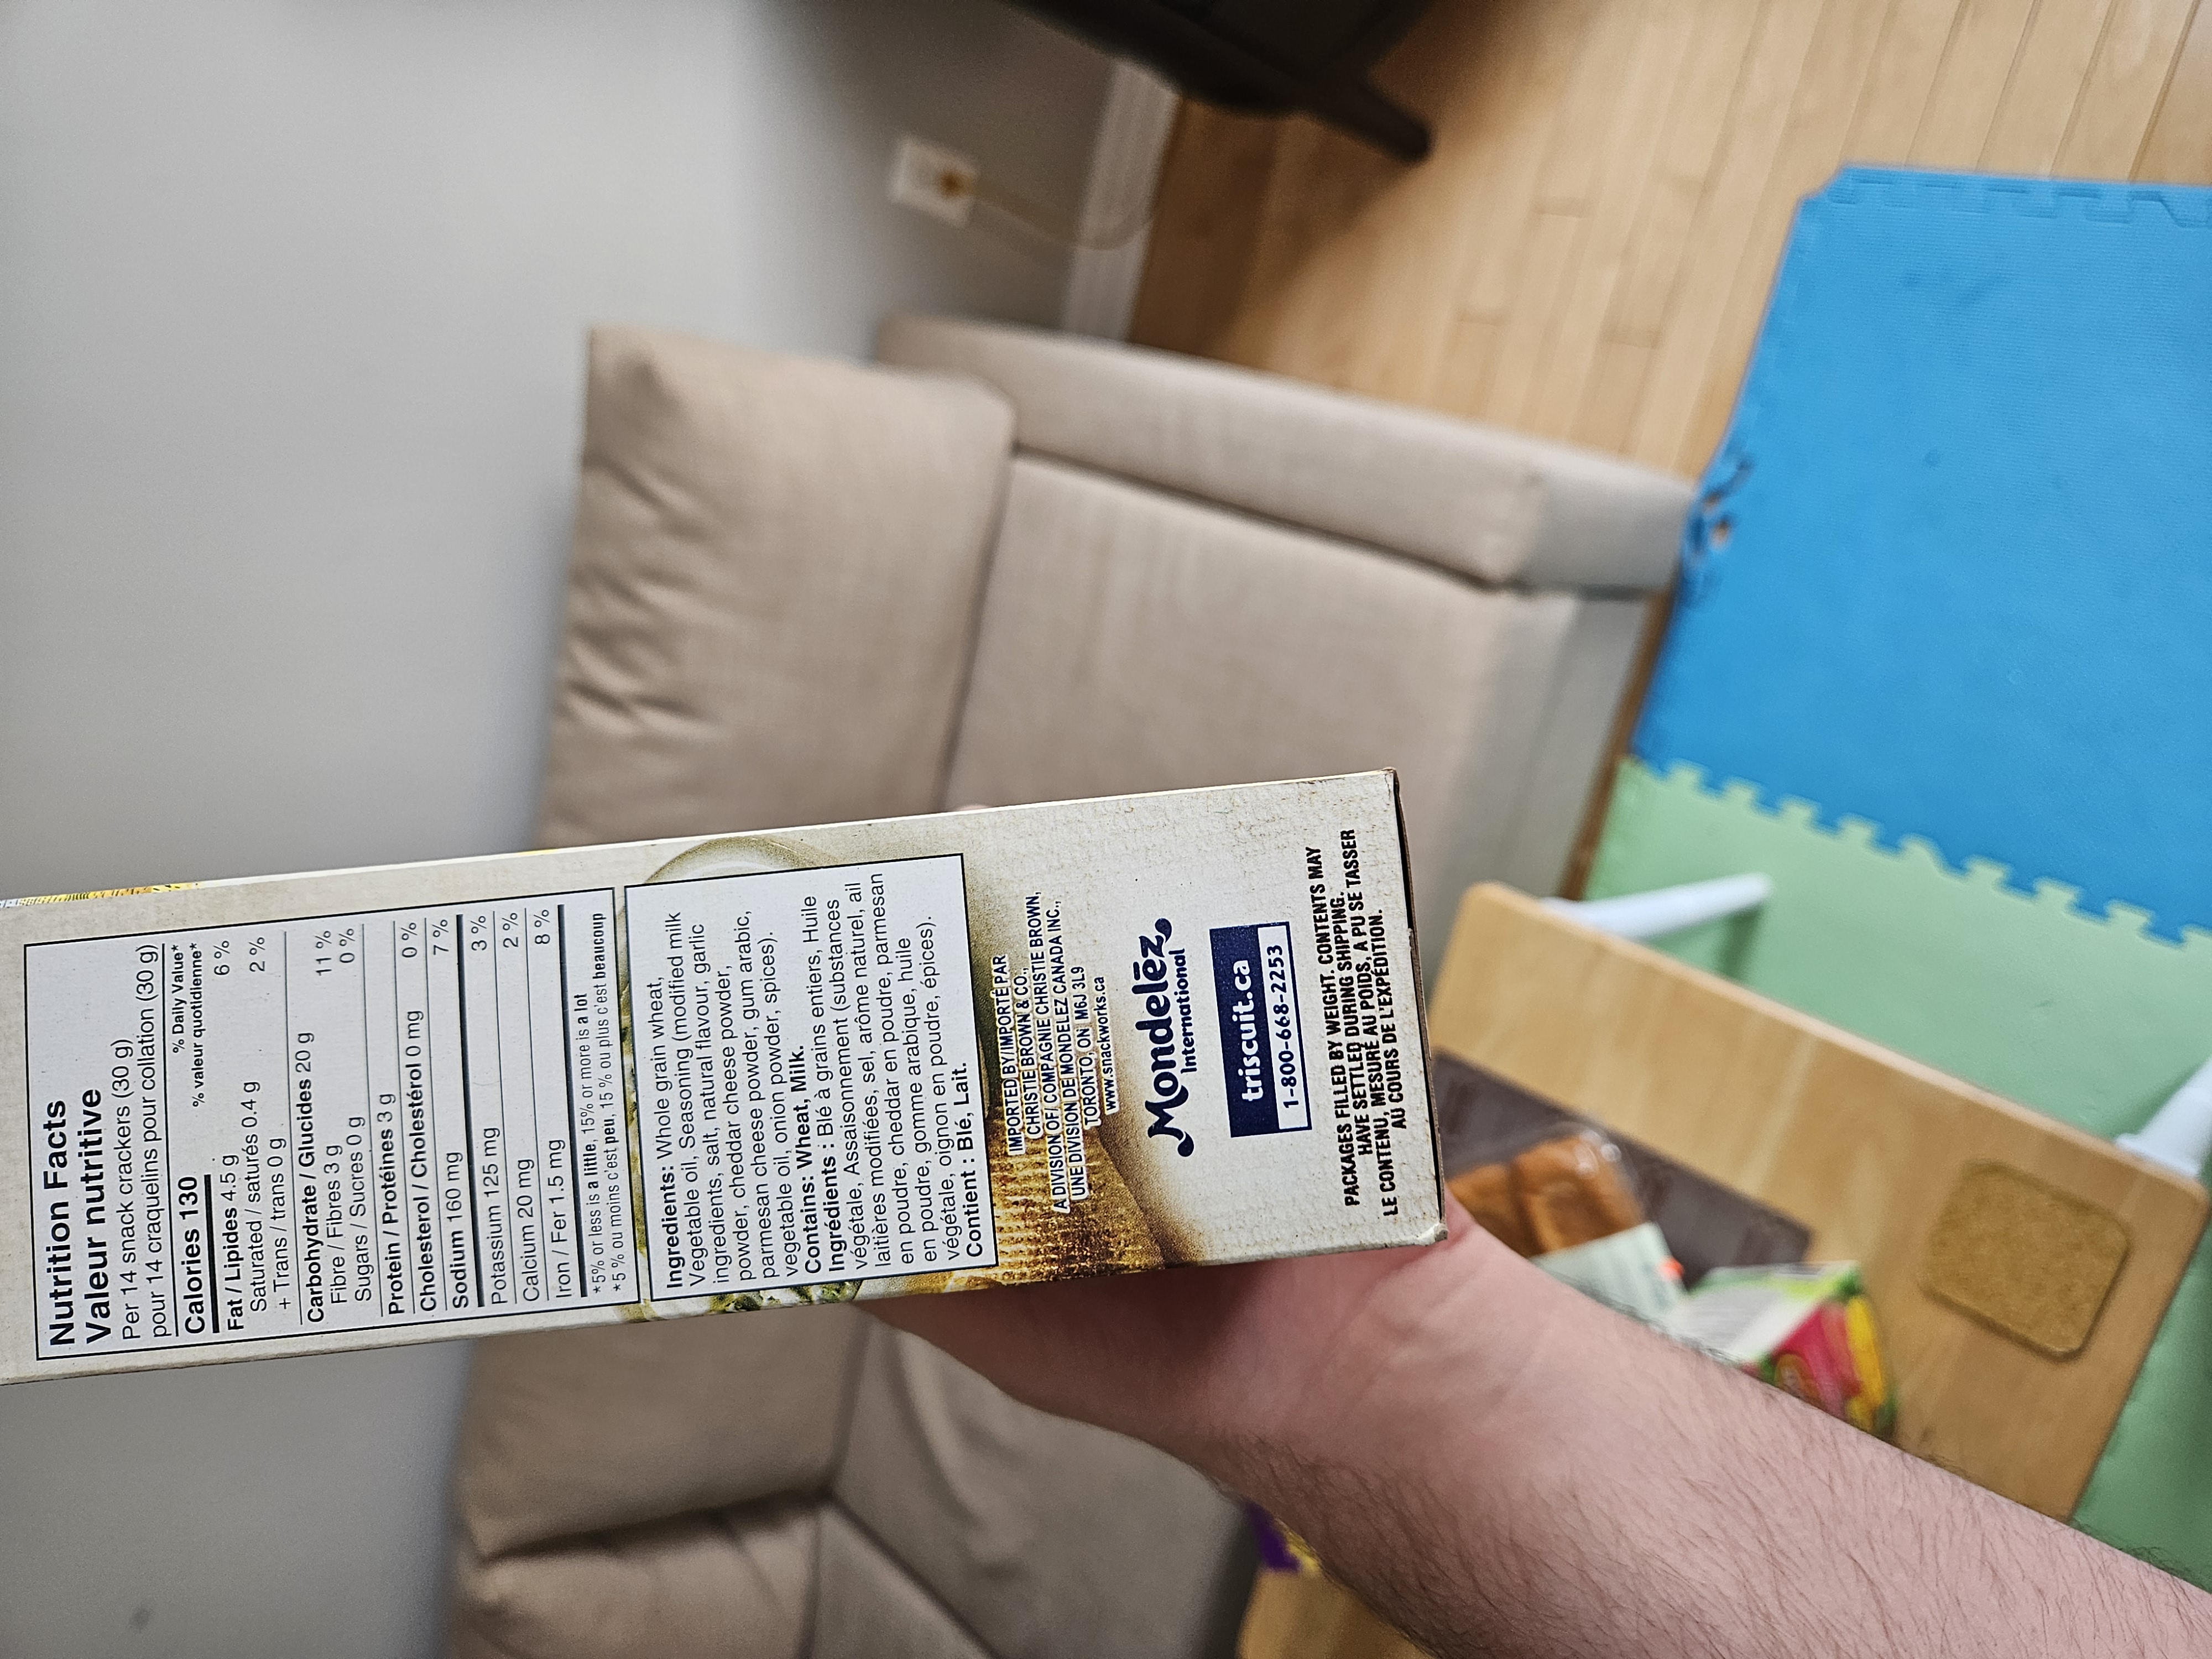 Nutrition Facts
Valeur nutritive
Per 14 snack crackers (30 g)
pour 14 craquelins pour collation (30 g)
Calories 130
% Daily Value*
% valeur quotidienne*
Fat / Lipides 4.5 g 6 %
Saturated / saturés 0.4 g
+ Trans / trans 0 g 2 %
Carbohydrate / Glucides 20 g
Fibre / Fibres 3 g 11 %
Sugars / Sucres 0 g 0 %
Protein / Protéines 3 g
Cholesterol / Cholestérol 0 mg 0 %
Sodium 160 mg 7 %
Potassium 125 mg 3 %
Calcium 20 mg 2 %
Iron / Fer 1.5 mg 8 %
*5% or less is a little, 15% or more is a lot
*5 % ou moins c'est peu, 15 % ou plus c'est beaucoup
Ingredients: Whole grain wheat,
Vegetable oil, Seasoning (modified milk
ingredients, salt, natural flavour, garlic
powder, cheddar cheese powder,
parmesan cheese powder, gum arabic,
vegetable oil, onion powder, spices).
Contains: Wheat, Milk.
Ingrédients : Blé à grains entiers, Huile
végétale, Assaisonnement (substances
laitières modifiées, sel, arôme naturel, ail
en poudre, cheddar en poudre, parmesan
en poudre, gomme arabique, huile
végétale, oignon en poudre, épices).
Contient : Blé, Lait.
IMPORTED BY/IMPORTÉ PAR
CHRISTIE BROWN & CO.,
A DIVISION OF/ COMPAGNIE CHRISTIE BROWN,
UNE DIVISION DE MONDELEZ CANADA INC.,
TORONTO, ON M6J 3L9
www.snackworks.ca
Mondelēz
International
triscuit.ca
1-800-668-2253
PACKAGES FILLED BY WEIGHT. CONTENTS MAY
HAVE SETTLED DURING SHIPPING.
LE CONTENU, MESURÉ AU POIDS, A PU SE TASSER
AU COURS DE L'EXPÉDITION.